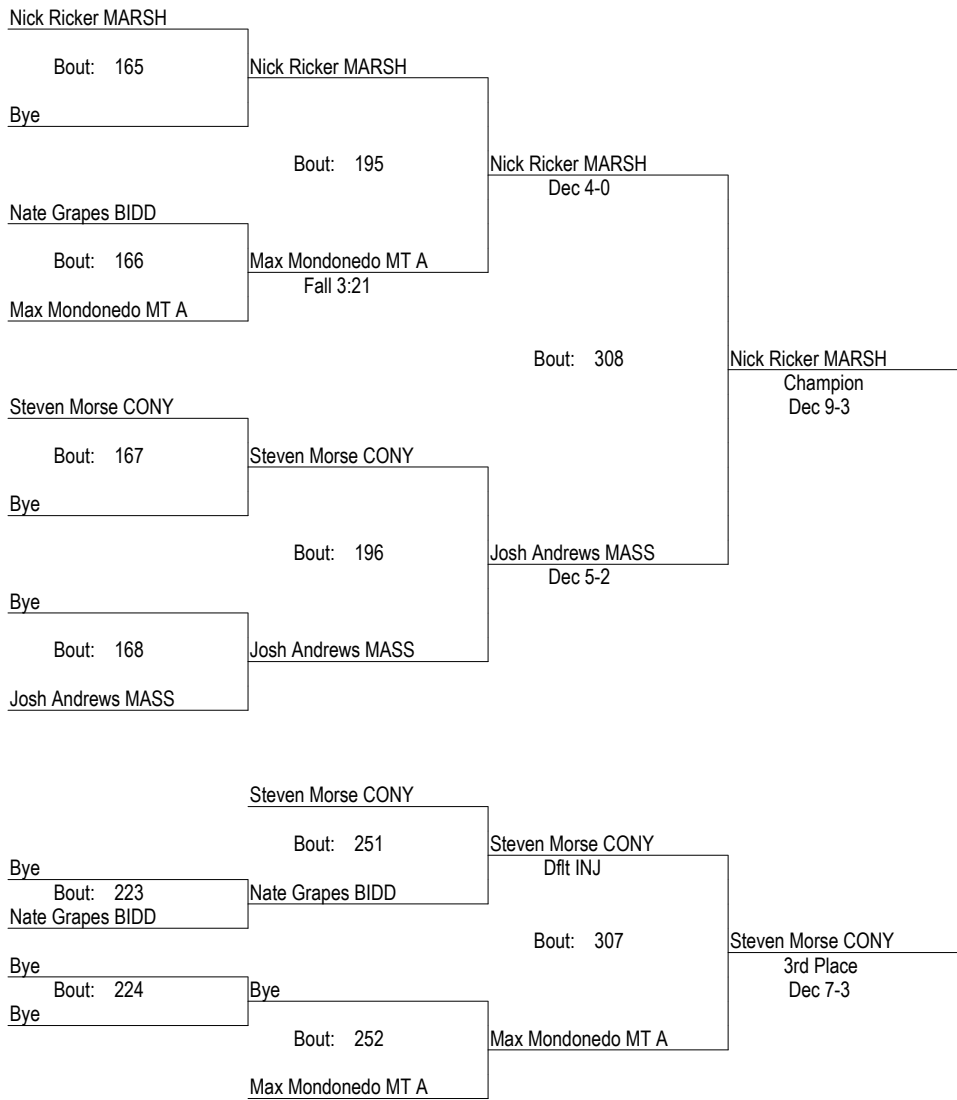 Nick Ricker MARSH
Bout: 165
Nick Ricker MARSH
Bye
Bout: 195
Nick Ricker MARSH
Dec 4-0
Nate Grapes BIDD
Bout: 166
Max Mondonedo MT A
Fall 3:21
Max Mondonedo MT A
Bout: 308
Nick Ricker MARSH
Champion
Dec 9-3
Steven Morse CONY
Bout: 167
Steven Morse CONY
Bye
Bout: 196
Josh Andrews MASS
Dec 5-2
Bye
Bout: 168
Josh Andrews MASS
Josh Andrews MASS
Steven Morse CONY
Bout: 251
Steven Morse CONY
Dflt INJ
Bye
Bout: 223
Nate Grapes BIDD
Nate Grapes BIDD
Bout: 307
Steven Morse CONY
3rd Place
Dec 7-3
Bye
Bout: 224
Bye
Bye
Bout: 252
Max Mondonedo MT A
Max Mondonedo MT A